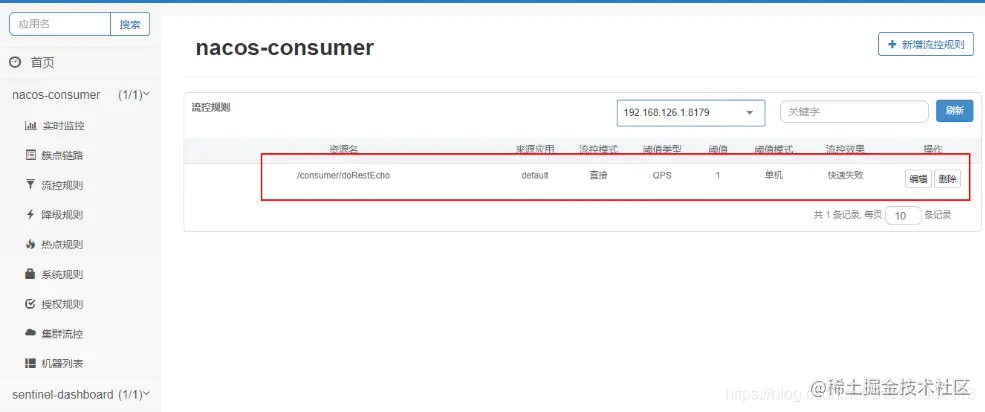 应用名 搜索
首页
nacos-consumer (1/1)
实时监控
簇点链路
流控规则
降级规则
热点规则
系统规则
授权规则
集群流控
机器列表
sentinel-dashboard (1/1)
nacos-consumer
+ 新增流控规则
流控规则 192.168.126.1:8179 关键字 刷新
资源名 来源应用 流控模式 阈值类型 阈值 阈值模式 流控效果 操作
/consumer/doRestEcho default 直接 QPS 1 单机 快速失败 编辑 删除
共 1 条记录, 每页 10 条记录
@稀土掘金技术社区